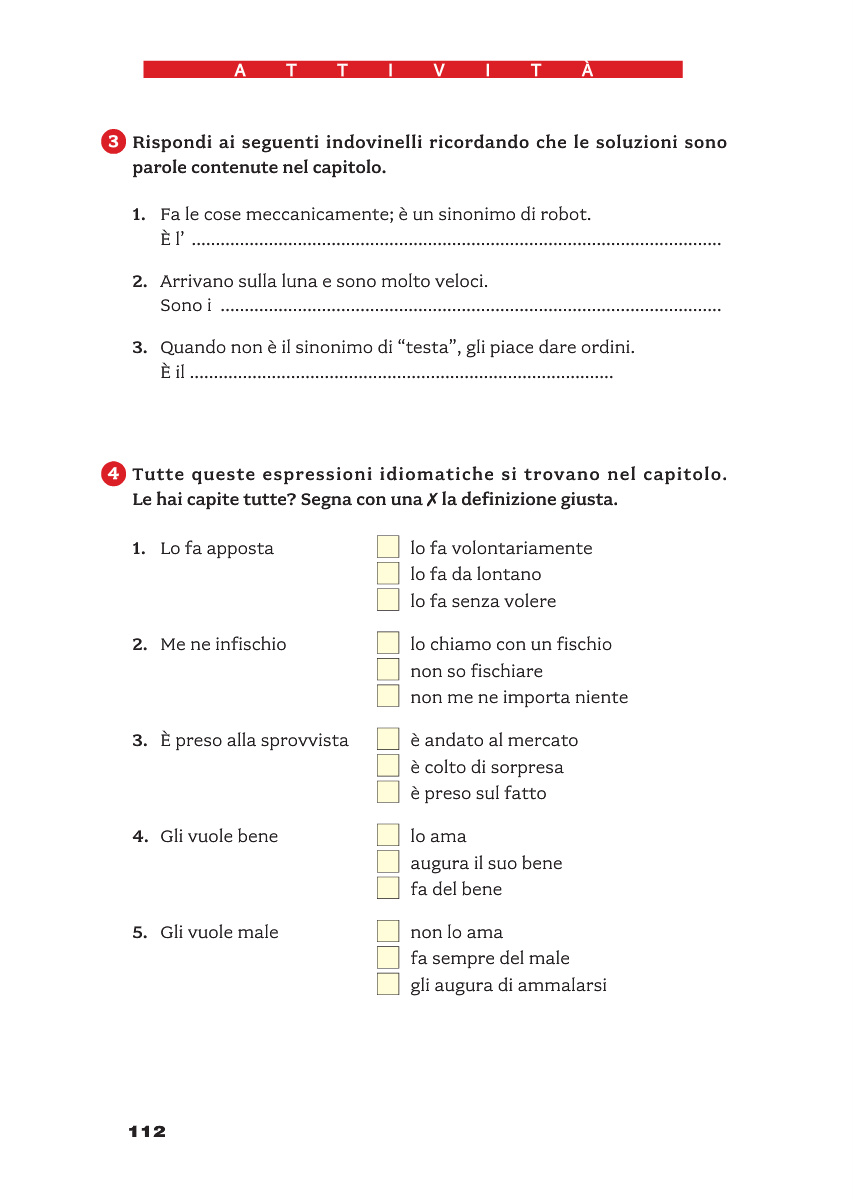 ATTIVITÀ
3 Rispondi ai seguenti indovinelli ricordando che le soluzioni sono
parole contenute nel capitolo.
1. Fa le cose meccanicamente; è un sinonimo di robot.
È l’ ..............................................................................................................
2. Arrivano sulla luna e sono molto veloci.
Sono i ........................................................................................................
3. Quando non è il sinonimo di “testa”, gli piace dare ordini.
È il ........................................................................................
4 Tutte queste espressioni idiomatiche si trovano nel capitolo.
Le hai capite tutte? Segna con una ✗ la definizione giusta.
1. Lo fa apposta
lo fa volontariamente
lo fa da lontano
lo fa senza volere
2. Me ne infischio
lo chiamo con un fischio
non so fischiare
non me ne importa niente
3. È preso alla sprovvista
è andato al mercato
è colto di sorpresa
è preso sul fatto
4. Gli vuole bene
lo ama
augura il suo bene
fa del bene
5. Gli vuole male
non lo ama
fa sempre del male
gli augura di ammalarsi
112